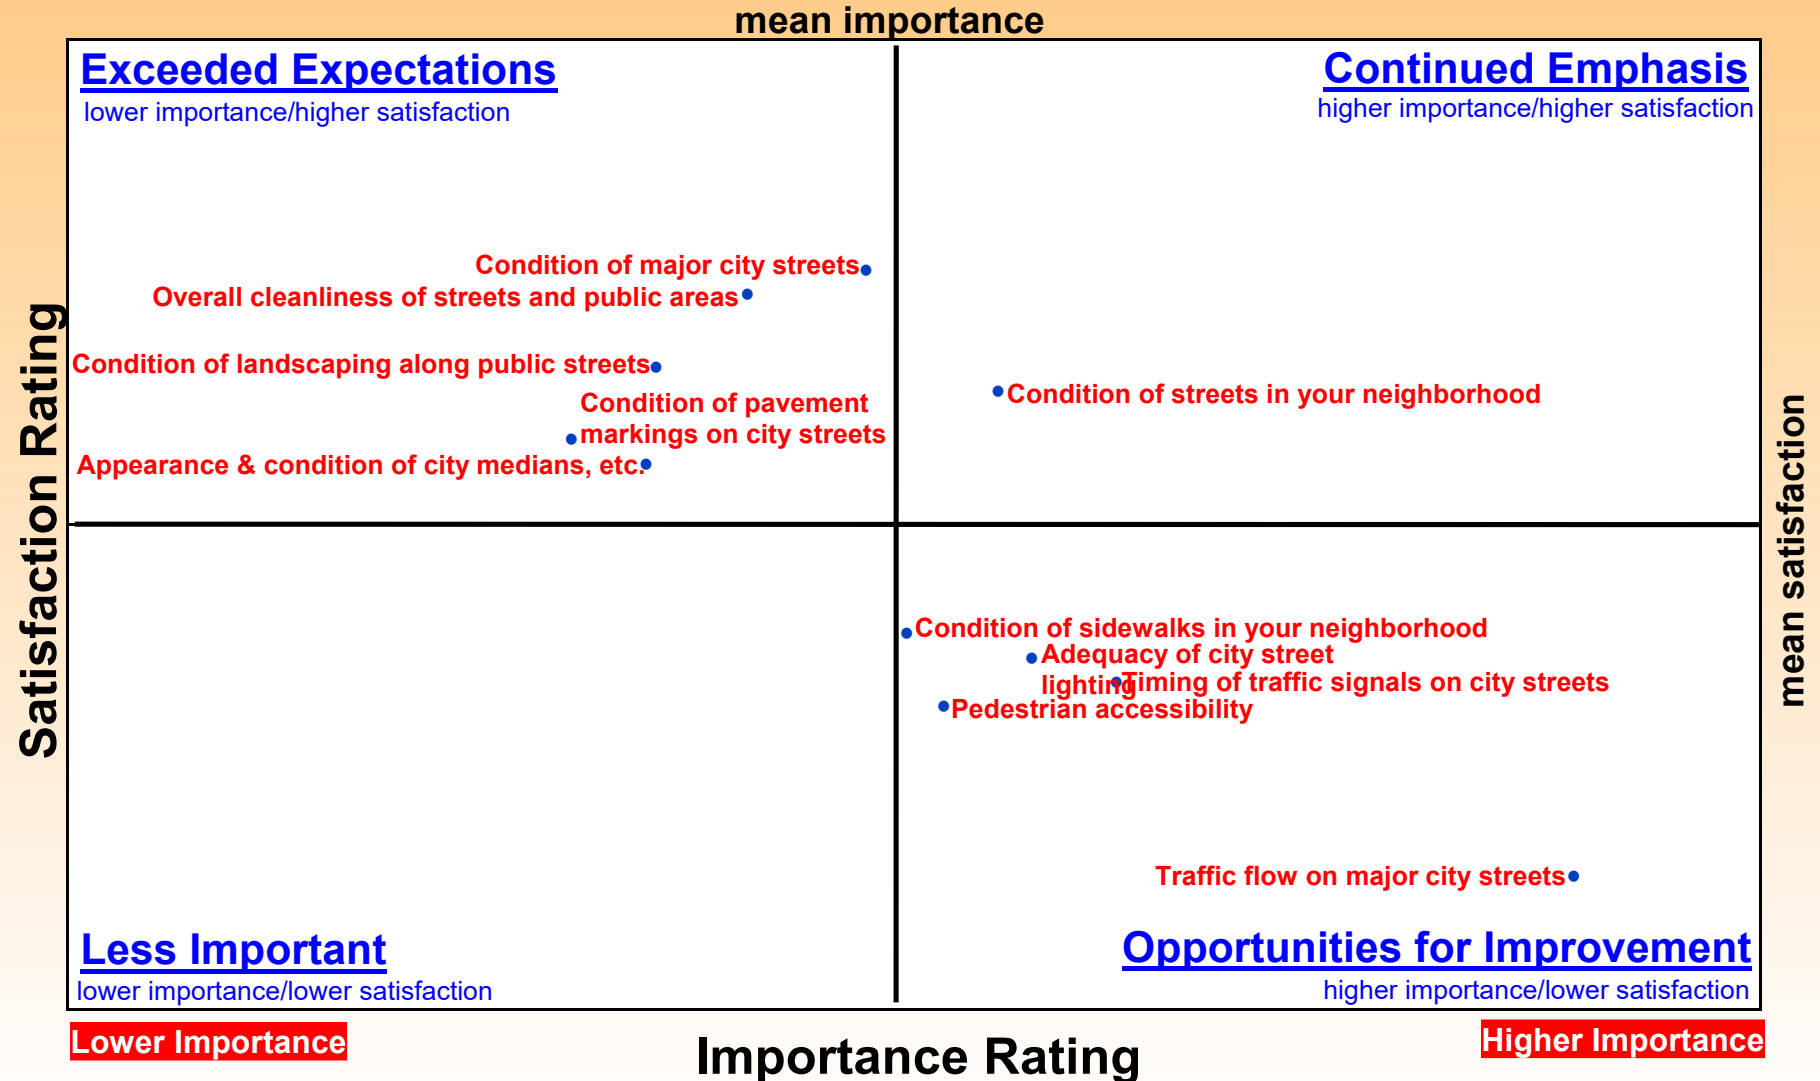 mean importance
Exceeded Expectations
lower importance/higher satisfaction
Continued Emphasis
higher importance/higher satisfaction
Condition of major city streets
Overall cleanliness of streets and public areas
Condition of landscaping along public streets
Condition of pavement
markings on city streets
Appearance & condition of city medians, etc.
Condition of streets in your neighborhood
Satisfaction Rating
mean satisfaction
Condition of sidewalks in your neighborhood
Adequacy of city street
lighting
Timing of traffic signals on city streets
Pedestrian accessibility
Traffic flow on major city streets
Less Important
lower importance/lower satisfaction
Opportunities for Improvement
higher importance/lower satisfaction
Lower Importance
Importance Rating
Higher Importance